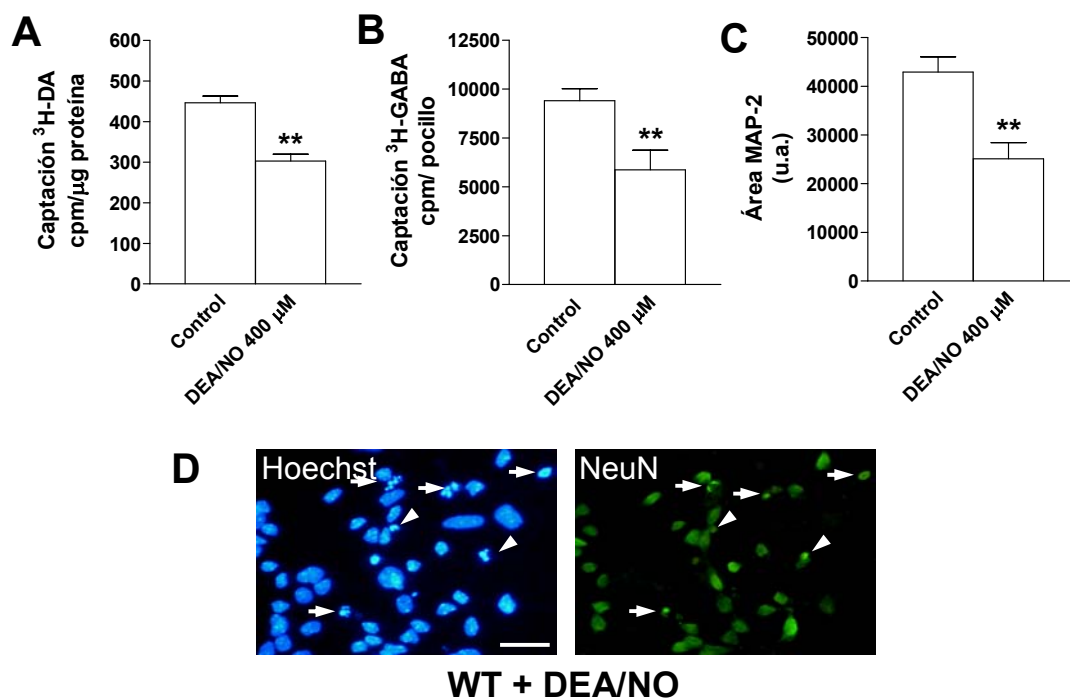 A
Captación ³H-DA
cpm/µg proteína
600
500
400
300
200
100
0
Control
DEA/NO 400 µM
**
B
Captación ³H-GABA
cpm/ pocillo
12500
10000
7500
5000
2500
0
Control
DEA/NO 400 µM
**
C
Área MAP-2
(u.a.)
50000
40000
30000
20000
10000
0
Control
DEA/NO 400 µM
**
D
Hoechst
NeuN
WT + DEA/NO